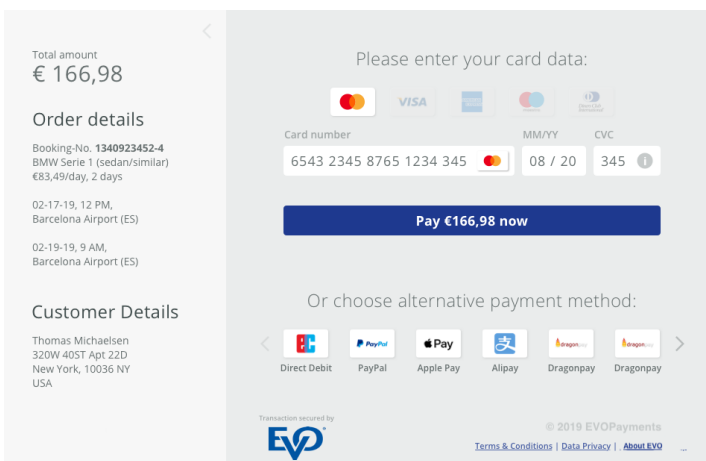 Total amount
€ 166,98
Order details
Booking-No. 1340923452-4
BMW Serie 1 (sedan/similar)
€83,49/day, 2 days
02-17-19, 12 PM,
Barcelona Airport (ES)
02-19-19, 9 AM,
Barcelona Airport (ES)
Customer Details
Thomas Michaelsen
320W 40ST Apt 22D
New York, 10036 NY
USA
Please enter your card data:
VISA
Card number MM/YY CVC
6543 2345 8765 1234 345 08 / 20 345 i
Pay €166,98 now
Or choose alternative payment method:
EC PayPal Pay dragonpay dragonpay
Direct Debit PayPal Apple Pay Alipay Dragonpay Dragonpay
Transaction secured by
EVO
© 2019 EVOPayments
Terms & Conditions | Data Privacy | About EVO ...